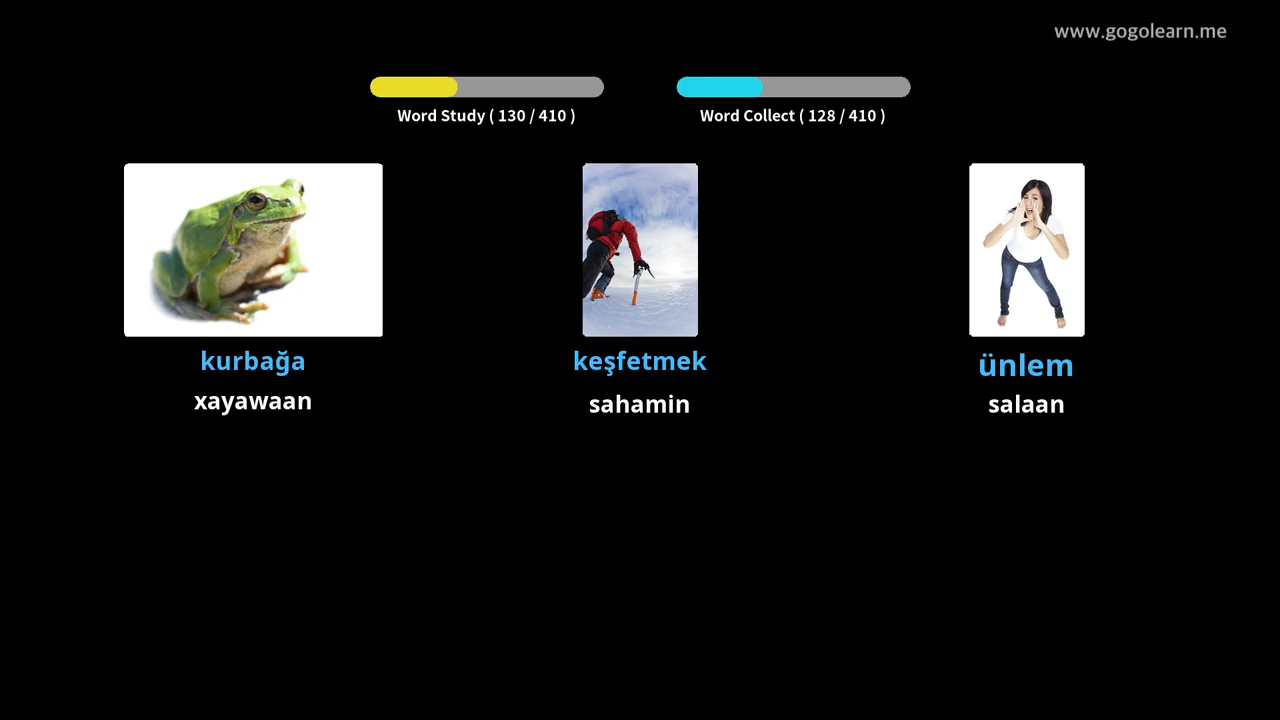 www.gogolearn.me
Word Study ( 130 / 410 )
Word Collect ( 128 / 410 )
kurbağa
xayawaan
keşfetmek
sahamin
ünlem
salaan